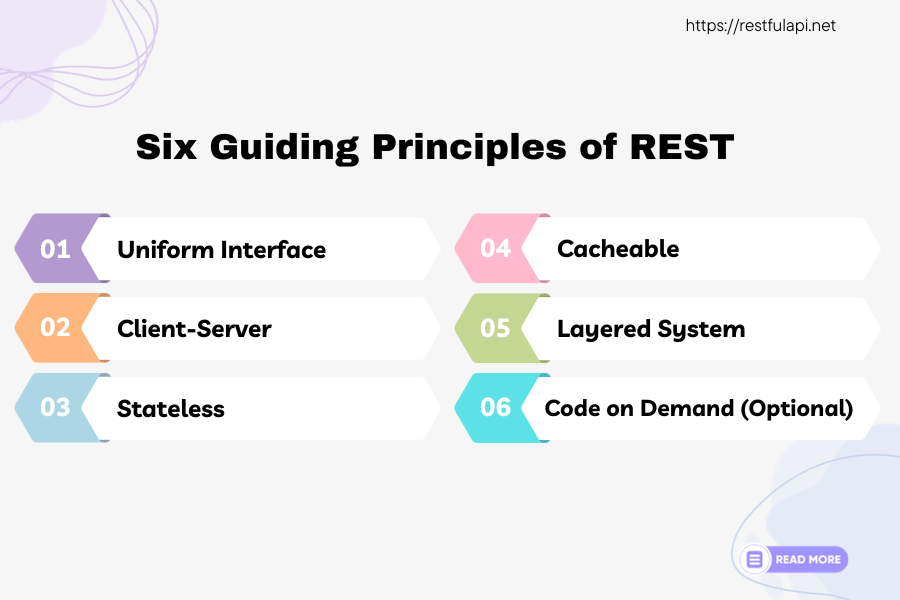 https://restfulapi.net
Six Guiding Principles of REST
01 Uniform Interface
02 Client-Server
03 Stateless
04 Cacheable
05 Layered System
06 Code on Demand (Optional)
READ MORE